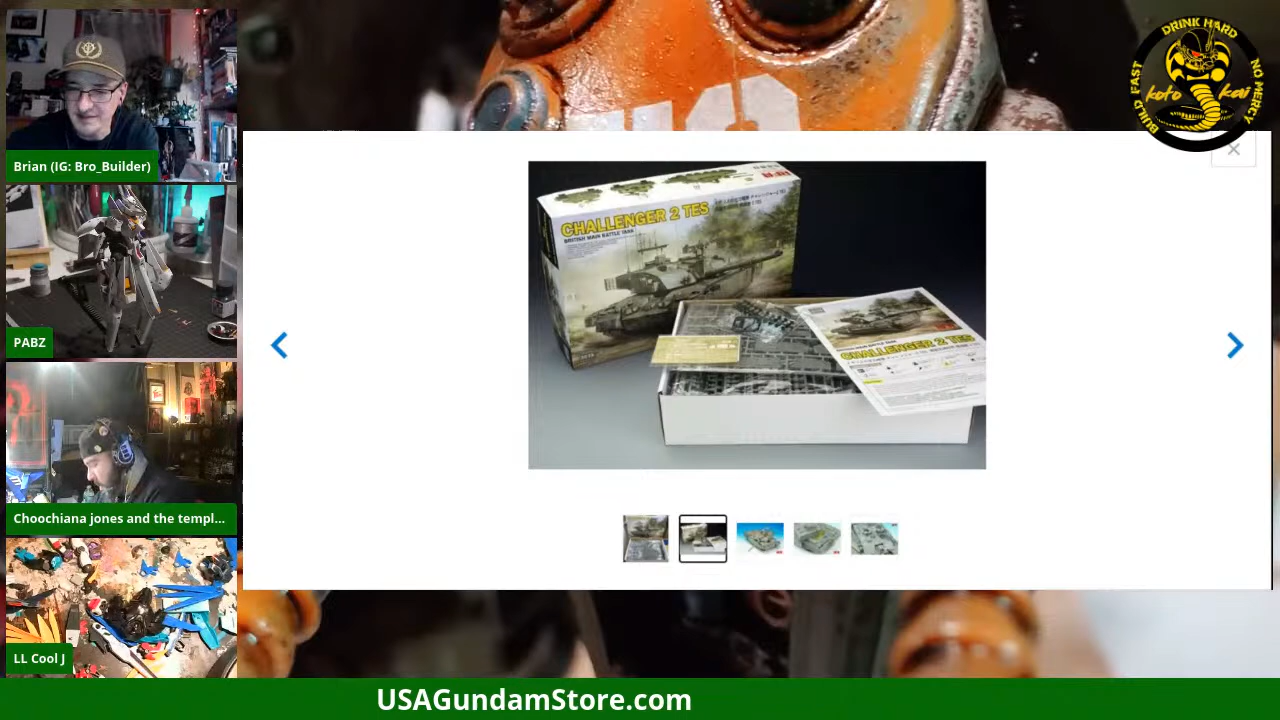 DRINK HARD
BUILD FAST
NO MERCY
koto kai
Brian (IG: Bro_Builder)
PABZ
Choochiana jones and the templ...
LL Cool J
CHALLENGER 2 TES
BRITISH MAIN BATTLE TANK
CHALLENGER 2 TES
USAGundamStore.com